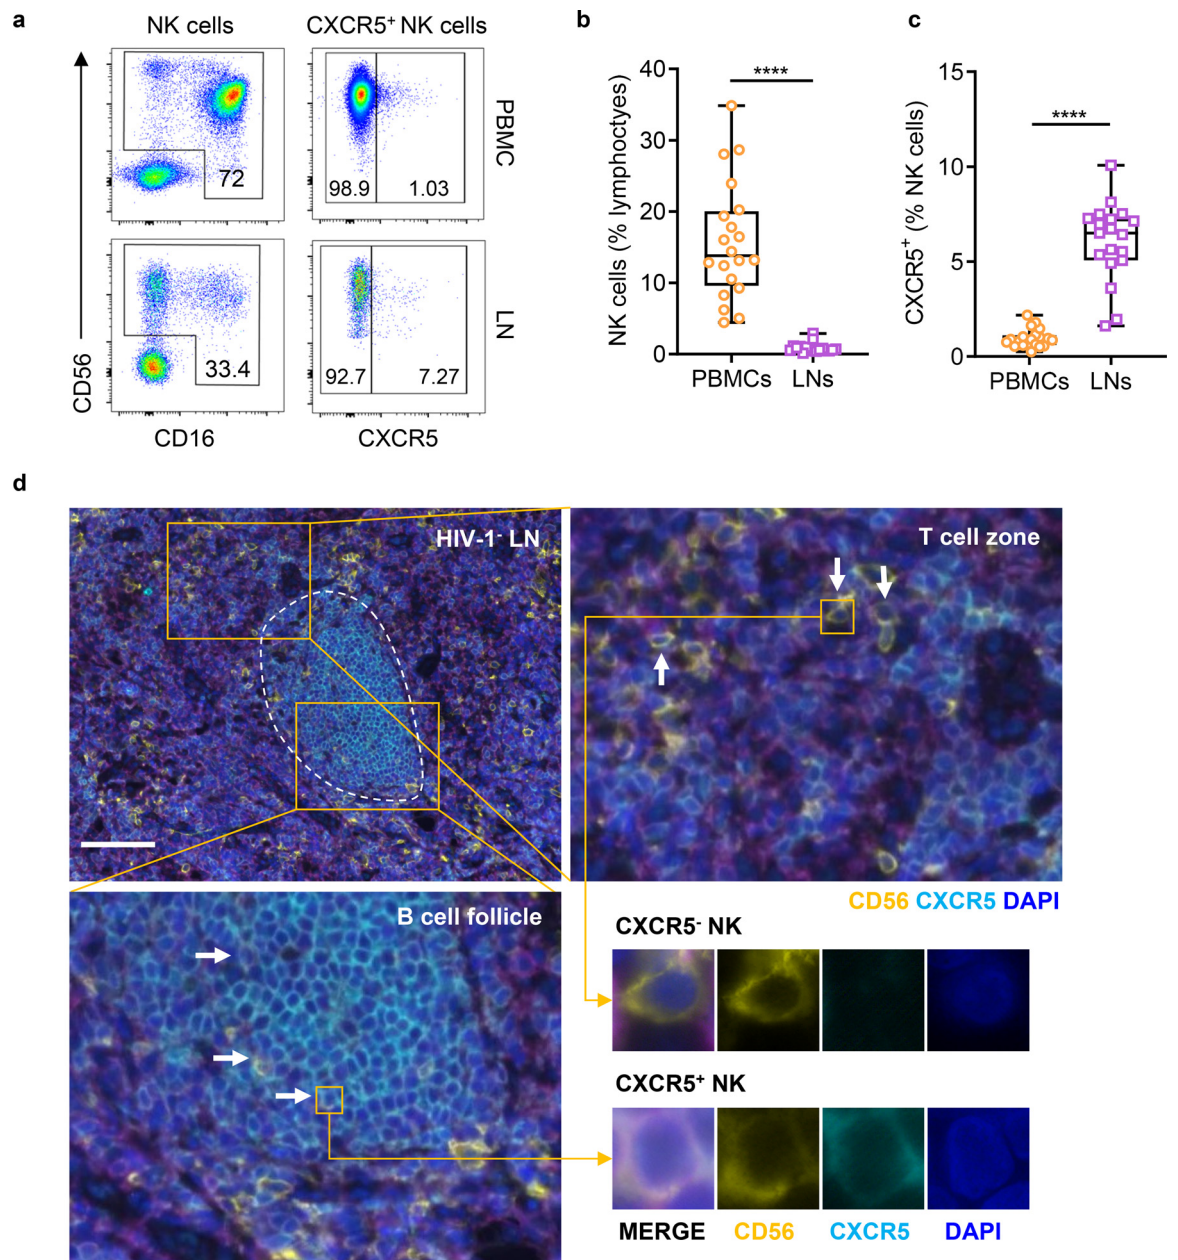 a
NK cells
CXCR5⁺ NK cells
PBMC
72
98.9
1.03
LN
33.4
92.7
7.27
CD56
CD16
CXCR5
b
NK cells (% lymphoctyes)
40
30
20
10
0
****
PBMCs
LNs
c
CXCR5⁺ (% NK cells)
15
10
5
0
****
PBMCs
LNs
d
HIV-1⁻ LN
T cell zone
B cell follicle
CD56 CXCR5 DAPI
CXCR5⁻ NK
CXCR5⁺ NK
MERGE
CD56
CXCR5
DAPI